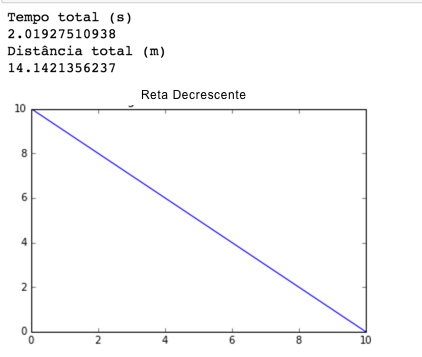 Tempo total (s)
2.01927510938
Distância total (m)
14.1421356237
Reta Decrescente
10
8
6
4
2
0
0 2 4 6 8 10